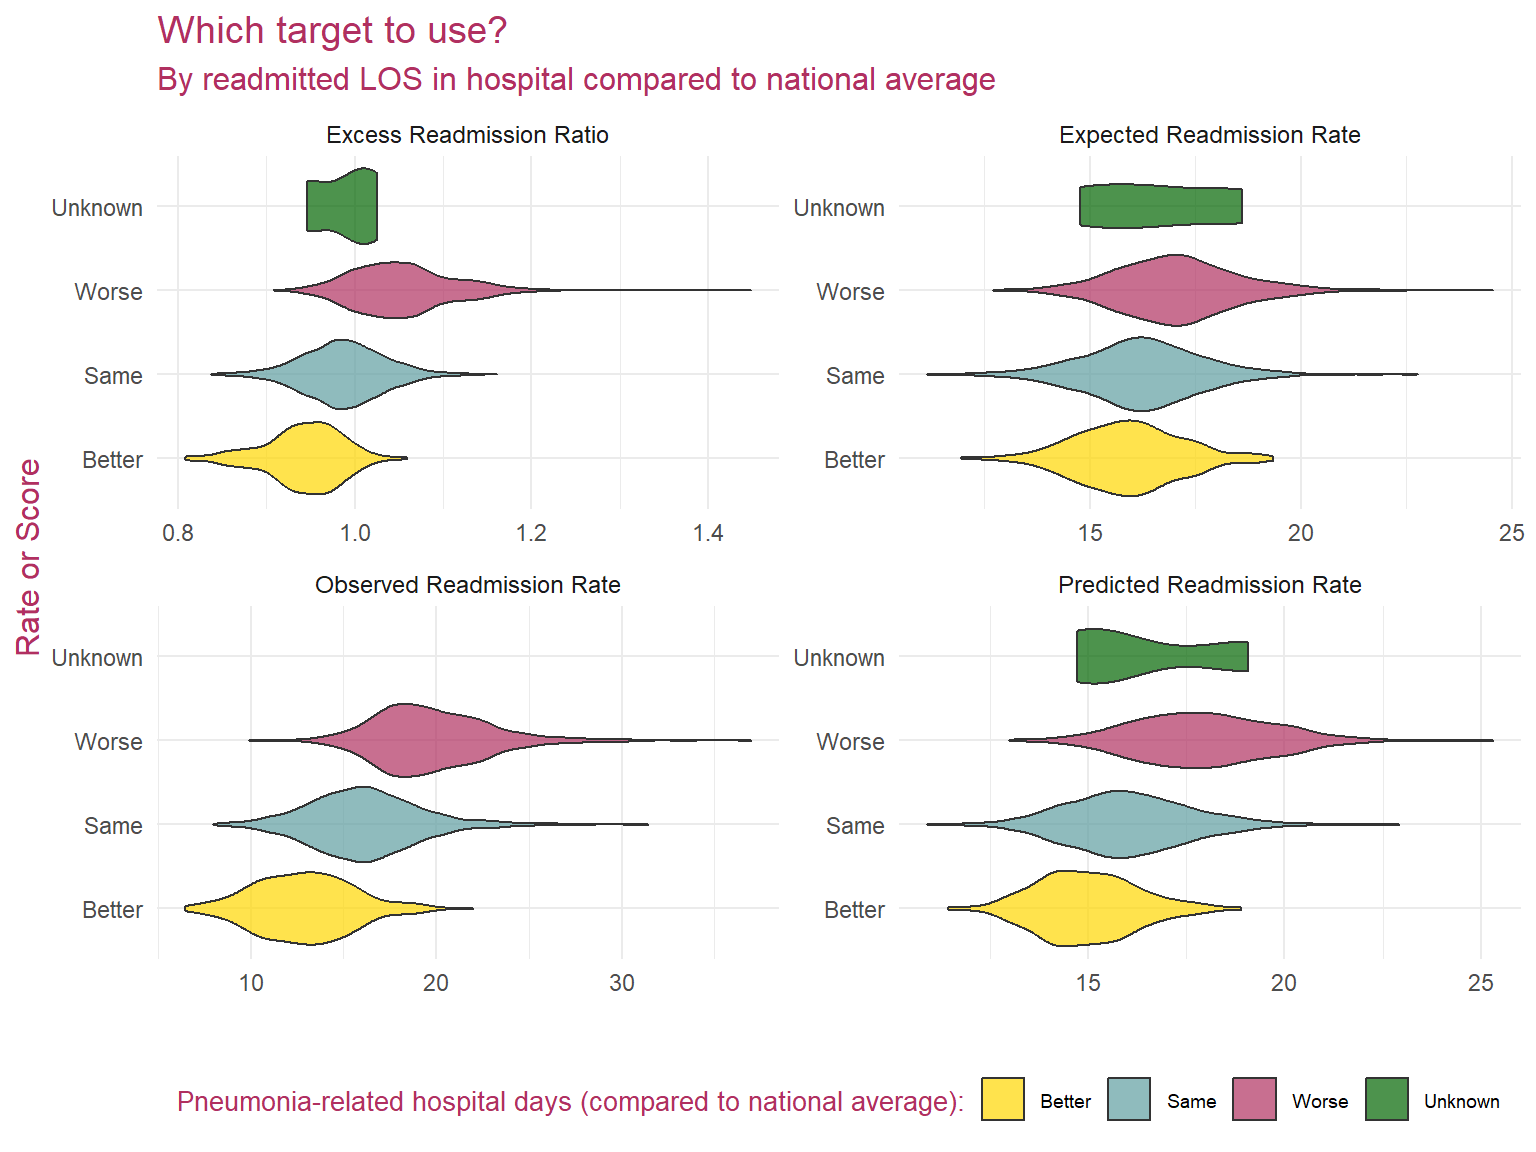 Which target to use?
By readmitted LOS in hospital compared to national average
Excess Readmission Ratio
Unknown
Worse
Same
Better
0.8 1.0 1.2 1.4
Expected Readmission Rate
Unknown
Worse
Same
Better
15 20 25
Rate or Score
Observed Readmission Rate
Unknown
Worse
Same
Better
10 20 30
Predicted Readmission Rate
Unknown
Worse
Same
Better
15 20 25
Pneumonia-related hospital days (compared to national average): Better Same Worse Unknown